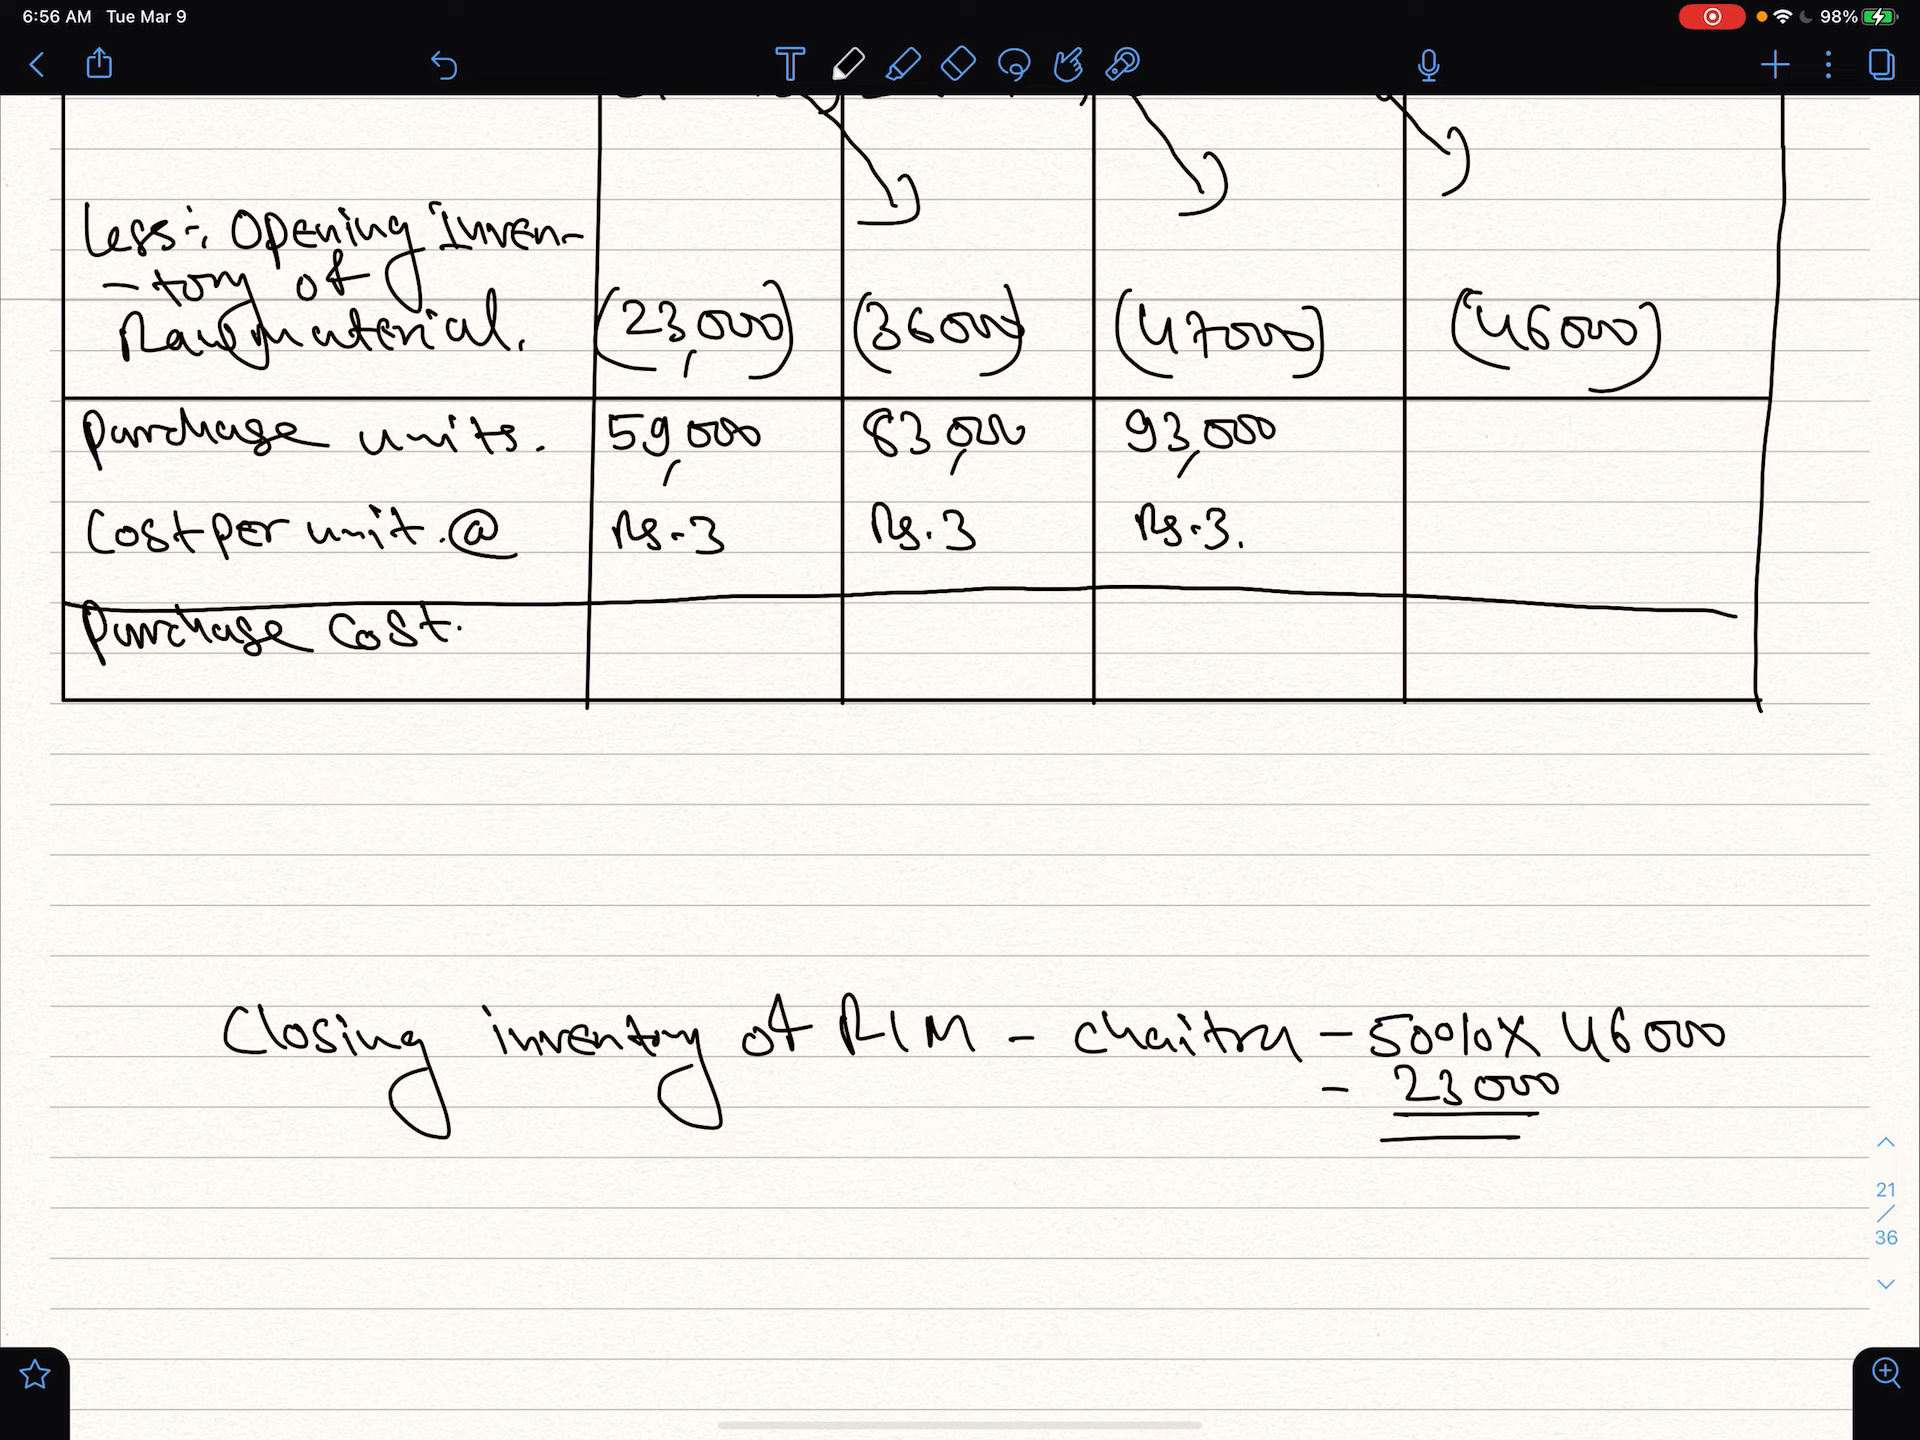 6:56 AM Tue Mar 9
98%
Less:- Opening Inven-
-tory of
Raw material. (23,000) (36000) (47000) (46000)
Purchase units. 59,000 83,000 93,000
Cost per unit.@ Rs.3 Rs.3 Rs.3.
Purchase Cost.
Closing inventory of R/M - chaitra - 50% X 46000
- 23000
21
/
36